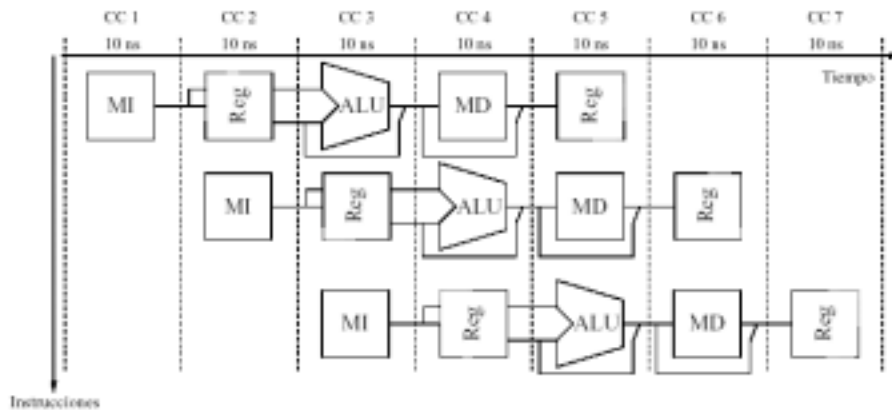 CC 1 CC 2 CC 3 CC 4 CC 5 CC 6 CC 7
10 ns 10 ns 10 ns 10 ns 10 ns 10 ns 10 ns
Tiempo
MI Reg ALU MD Reg
MI Reg ALU MD Reg
MI Reg ALU MD Reg
Instrucciones